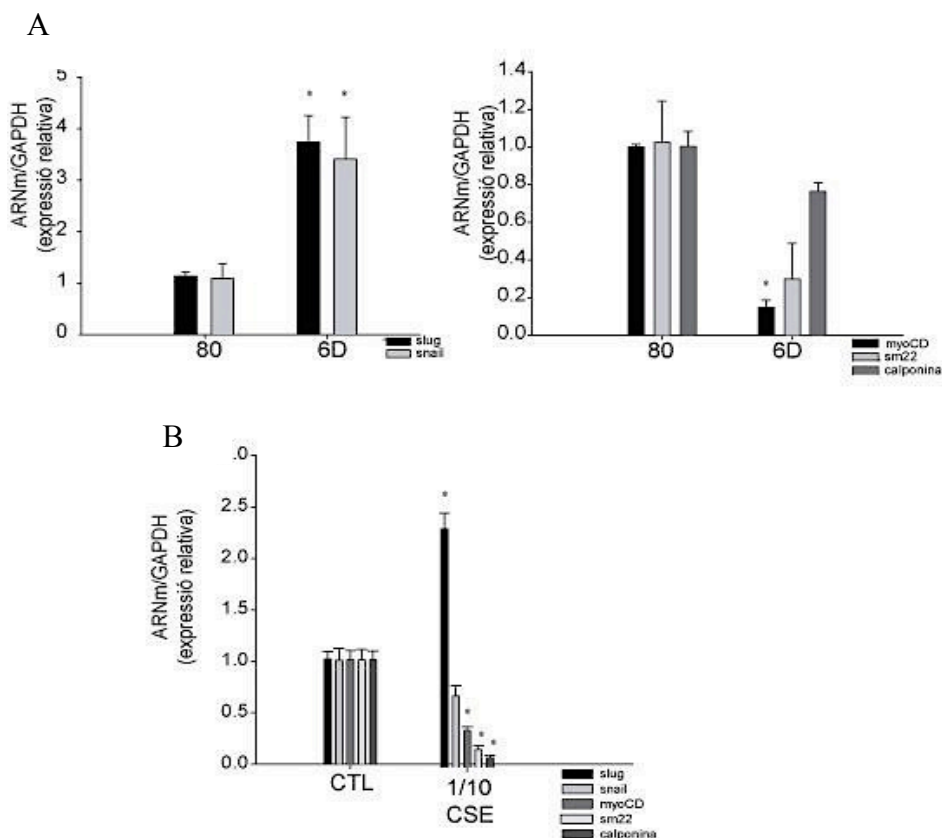 A
5
4
3
2
1
0
ARNm/GAPDH
(expressió relativa)
* *
80 6D
slug
snail
1.4
1.2
1.0
0.8
0.6
0.4
0.2
0.0
ARNm/GAPDH
(expressió relativa)
*
80 6D
myoCD
sm22
calponina
B
.0
2.5
2.0
1.5
1.0
0.5
.0
ARNm/GAPDH
(expressió relativa)
*
*
*
*
CTL 1/10
CSE
slug
snail
myoCD
sm22
calponina